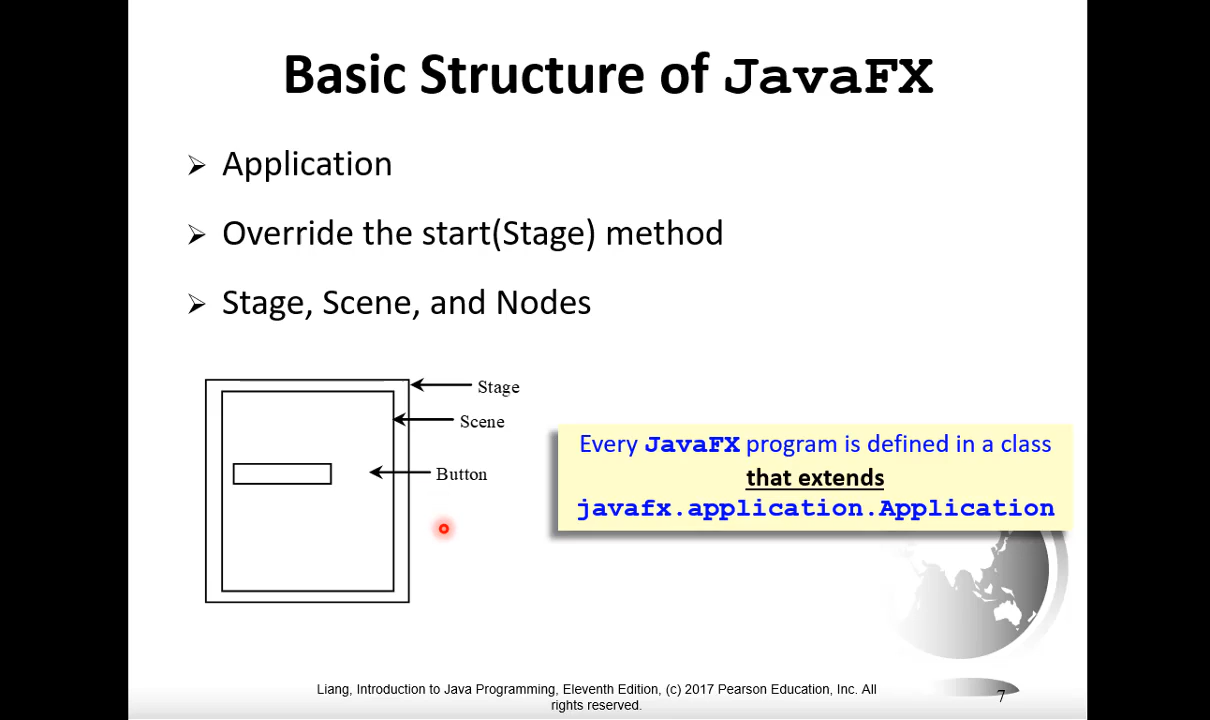 Basic Structure of JavaFX
Application
Override the start(Stage) method
Stage, Scene, and Nodes
Stage
Scene
Button
Every JavaFX program is defined in a class
that extends
javafx.application.Application
Liang, Introduction to Java Programming, Eleventh Edition, (c) 2017 Pearson Education, Inc. All
rights reserved.
7